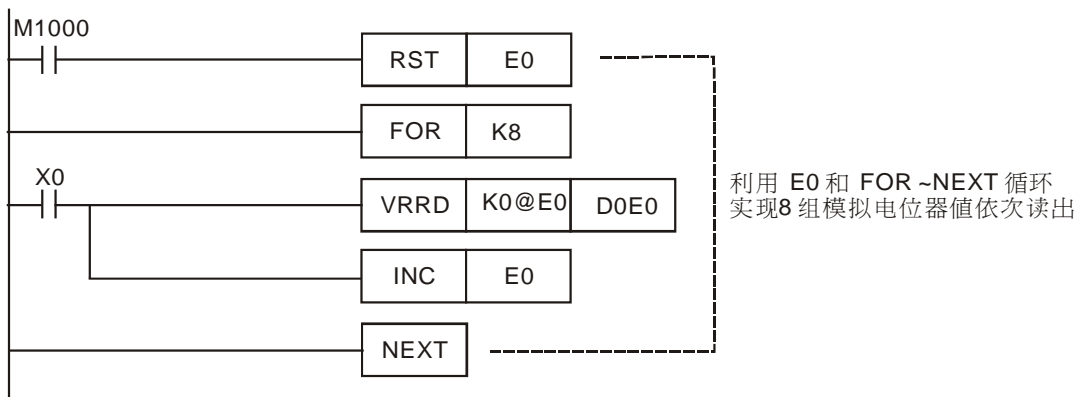 M1000
RST E0
FOR K8
X0
VRRD K0@E0 D0E0
利用 E0 和 FOR ~NEXT 循环
实现8 组模拟电位器值依次读出
INC E0
NEXT